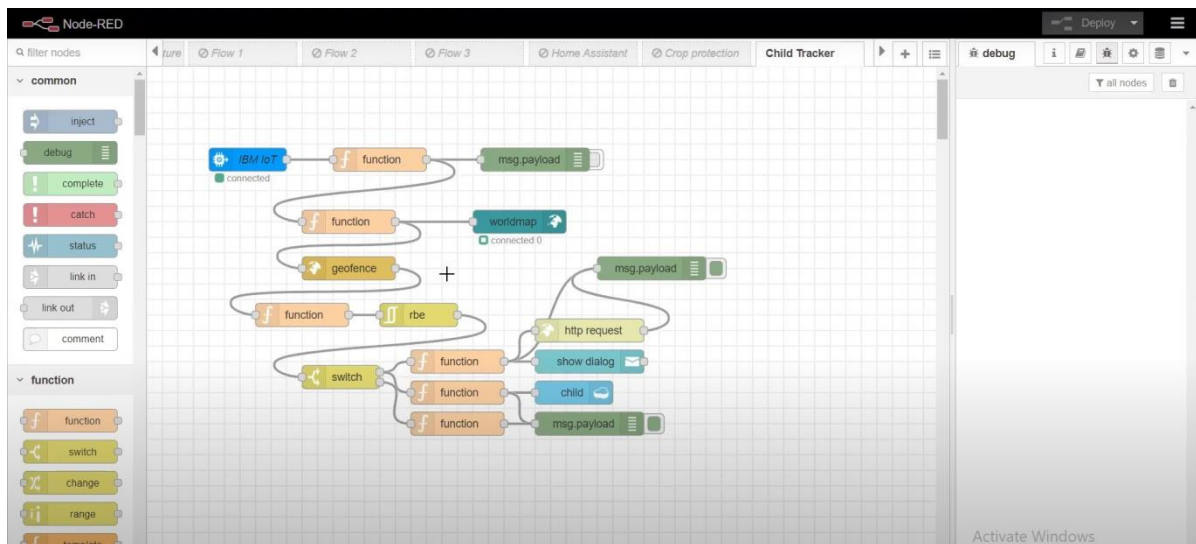 Node-RED
Deploy
filter nodes
ture
Flow 1
Flow 2
Flow 3
Home Assistant
Crop protection
Child Tracker
debug
i
all nodes
common
inject
debug
complete
catch
status
link in
link out
comment
function
function
switch
change
range
template
IBM IoT
connected
function
msg.payload
function
worldmap
connected 0
geofence
msg.payload
function
rbe
http request
function
show dialog
switch
function
child
function
msg.payload
Activate Windows